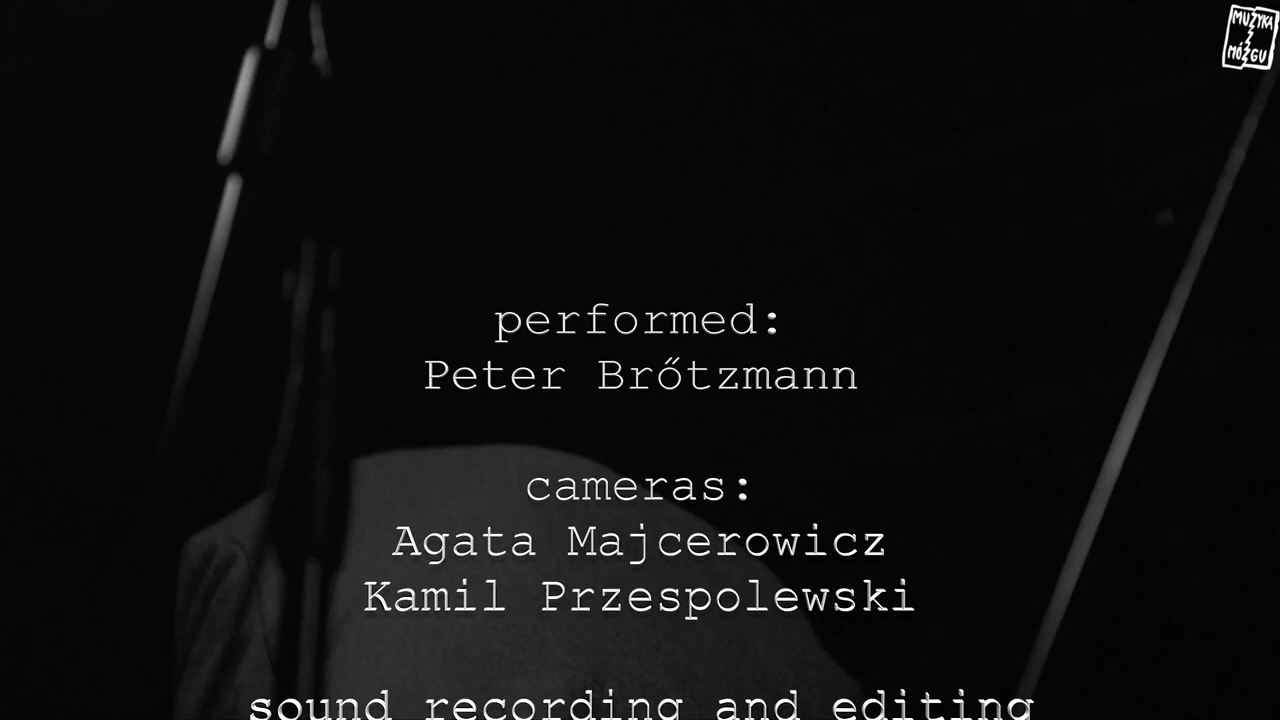 MUZYKA
Z
MÓZGU
performed:
Peter Brőtzmann
cameras:
Agata Majcerowicz
Kamil Przespolewski
sound recording and editing